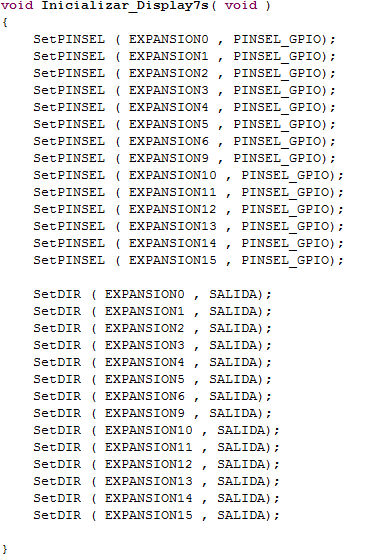 void Inicializar_Display7s( void )
{
    SetPINSEL ( EXPANSION0 , PINSEL_GPIO);
    SetPINSEL ( EXPANSION1 , PINSEL_GPIO);
    SetPINSEL ( EXPANSION2 , PINSEL_GPIO);
    SetPINSEL ( EXPANSION3 , PINSEL_GPIO);
    SetPINSEL ( EXPANSION4 , PINSEL_GPIO);
    SetPINSEL ( EXPANSION5 , PINSEL_GPIO);
    SetPINSEL ( EXPANSION6 , PINSEL_GPIO);
    SetPINSEL ( EXPANSION9 , PINSEL_GPIO);
    SetPINSEL ( EXPANSION10 , PINSEL_GPIO);
    SetPINSEL ( EXPANSION11 , PINSEL_GPIO);
    SetPINSEL ( EXPANSION12 , PINSEL_GPIO);
    SetPINSEL ( EXPANSION13 , PINSEL_GPIO);
    SetPINSEL ( EXPANSION14 , PINSEL_GPIO);
    SetPINSEL ( EXPANSION15 , PINSEL_GPIO);

    SetDIR ( EXPANSION0 , SALIDA);
    SetDIR ( EXPANSION1 , SALIDA);
    SetDIR ( EXPANSION2 , SALIDA);
    SetDIR ( EXPANSION3 , SALIDA);
    SetDIR ( EXPANSION4 , SALIDA);
    SetDIR ( EXPANSION5 , SALIDA);
    SetDIR ( EXPANSION6 , SALIDA);
    SetDIR ( EXPANSION9 , SALIDA);
    SetDIR ( EXPANSION10 , SALIDA);
    SetDIR ( EXPANSION11 , SALIDA);
    SetDIR ( EXPANSION12 , SALIDA);
    SetDIR ( EXPANSION13 , SALIDA);
    SetDIR ( EXPANSION14 , SALIDA);
    SetDIR ( EXPANSION15 , SALIDA);

}